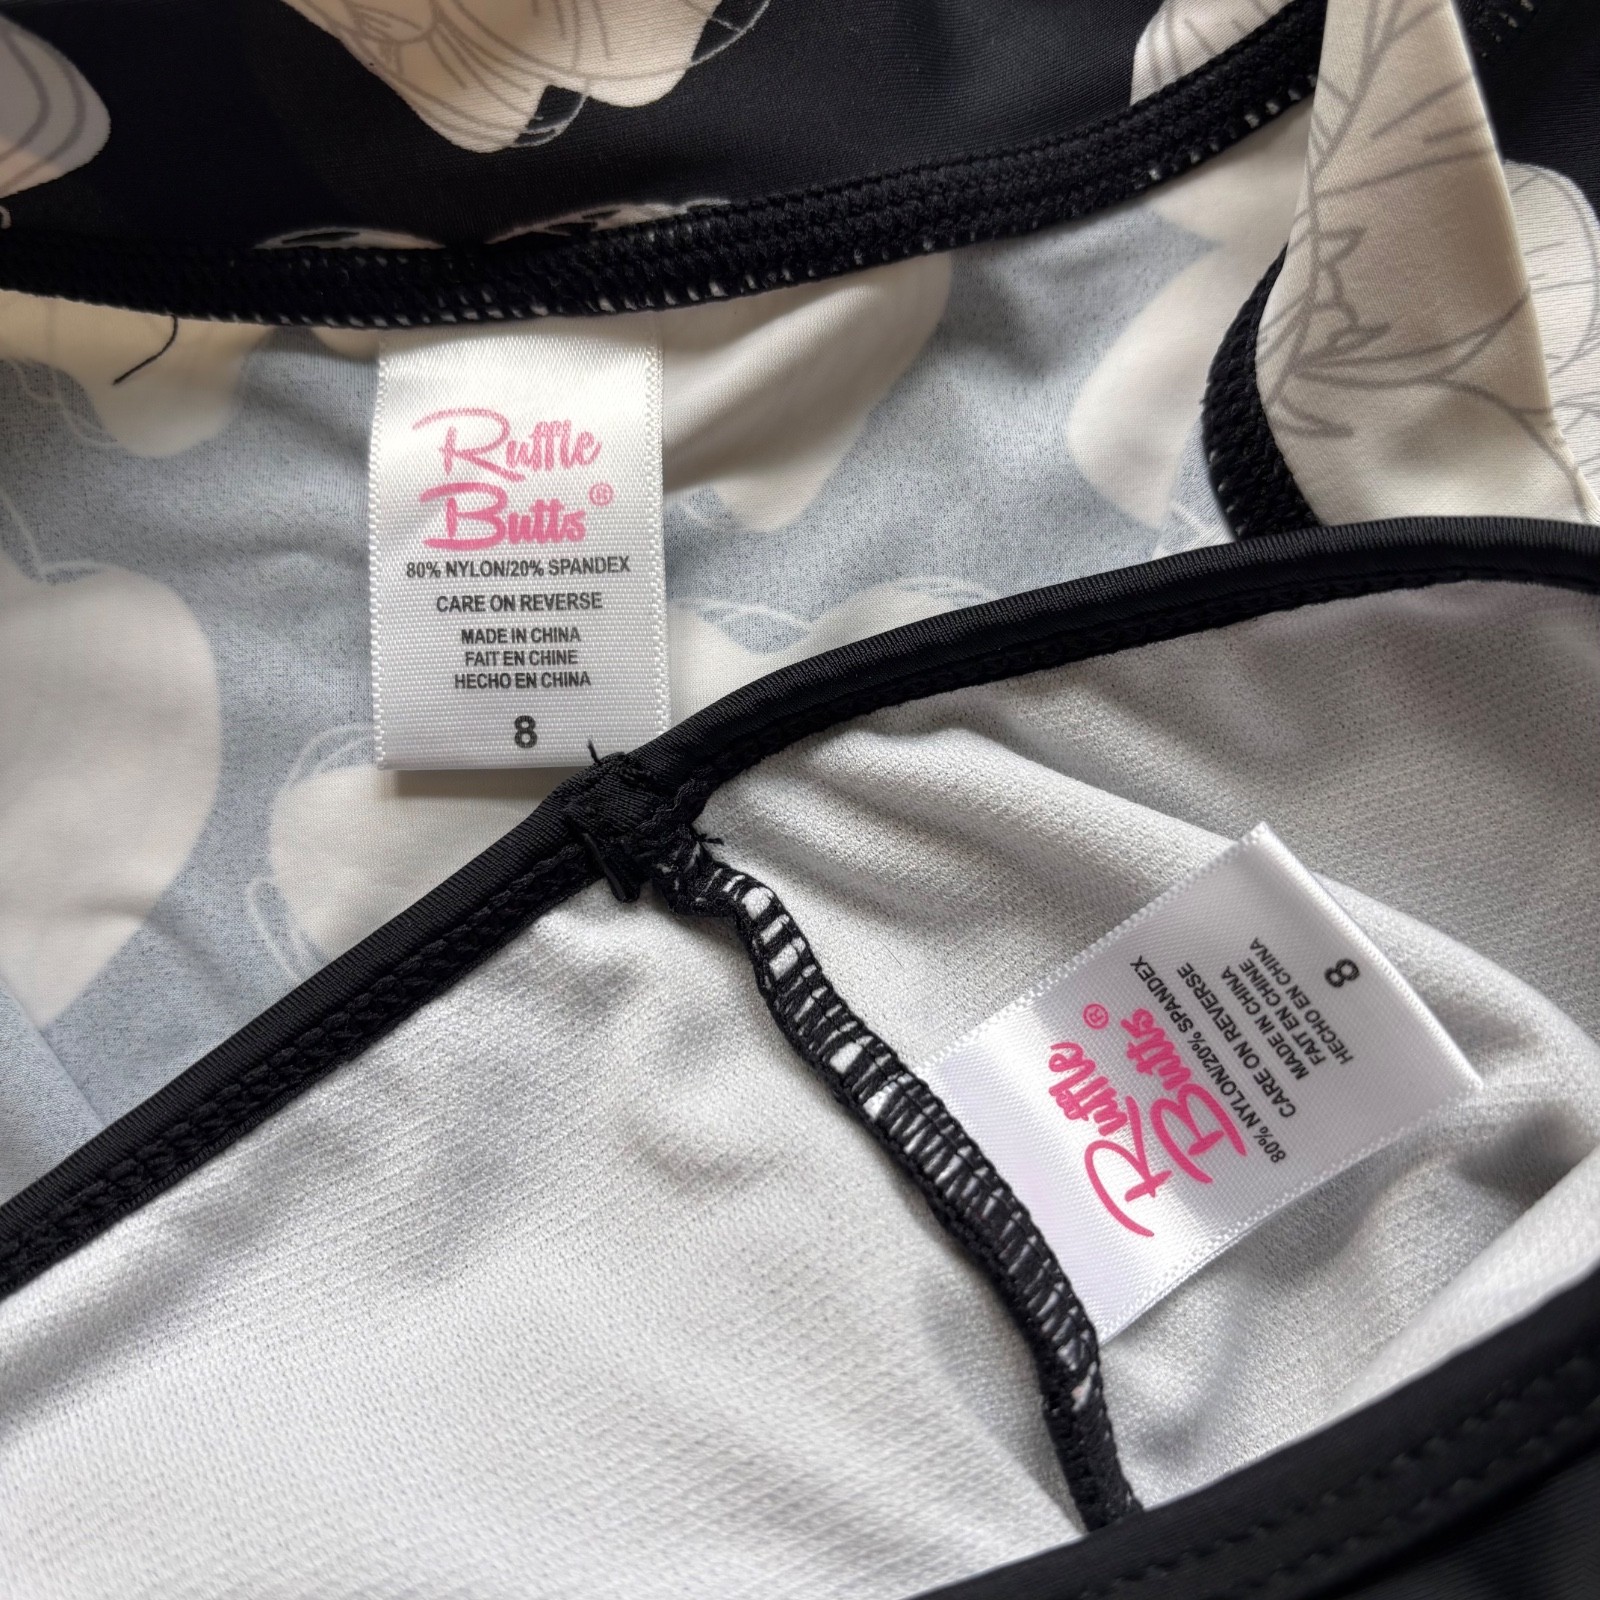 Ruffle
Butts®
80% NYLON/20% SPANDEX
CARE ON REVERSE
MADE IN CHINA
FAIT EN CHINE
HECHO EN CHINA
8
Ruffle
Butts®
80% NYLON/20% SPANDEX
CARE ON REVERSE
MADE IN CHINA
FAIT EN CHINE
HECHO EN CHINA
8